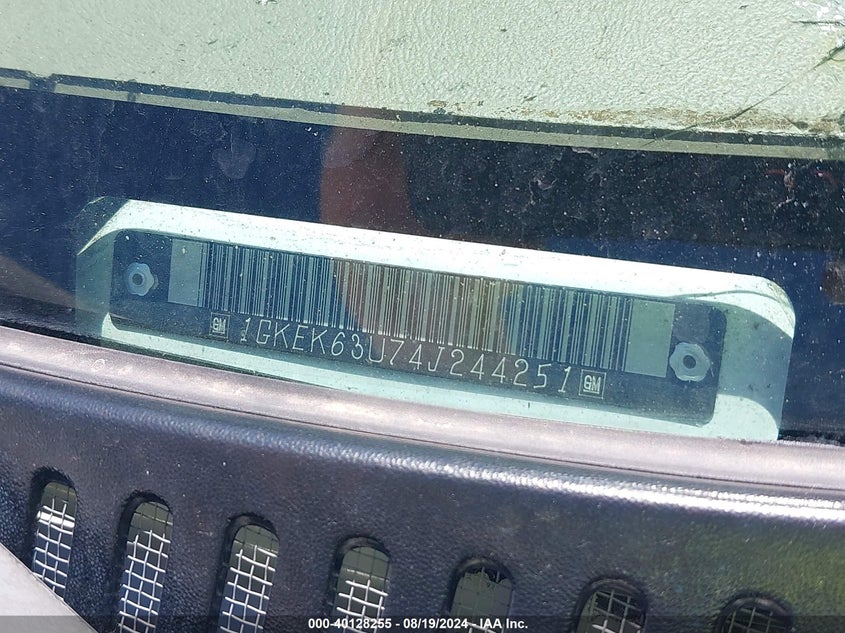 GM 1GKEK63U74J244251 GM
000-40128255 - 08/19/2024 - IAA Inc.